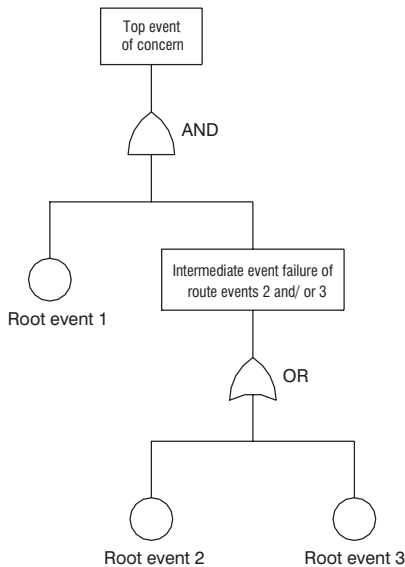 Top event
of concern
AND
Root event 1
Intermediate event failure of
route events 2 and/ or 3
OR
Root event 2
Root event 3